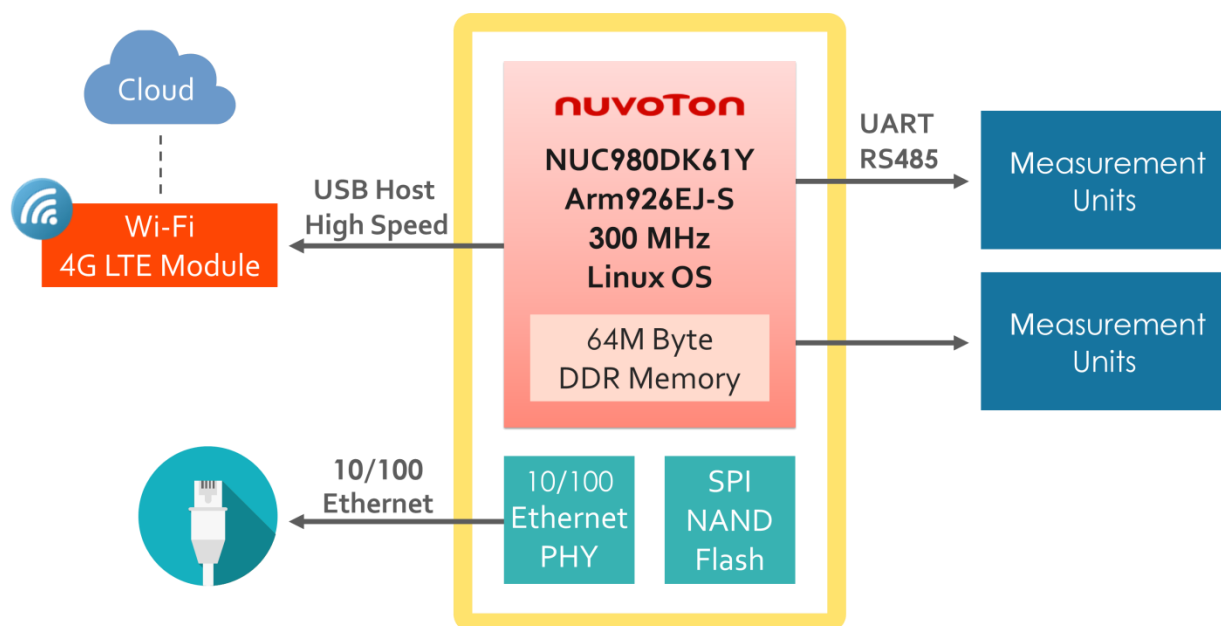 Cloud
Wi-Fi
4G LTE Module
USB Host
High Speed
nuvoTon
NUC980DK61Y
Arm926EJ-S
300 MHz
Linux OS
64M Byte
DDR Memory
UART
RS485
Measurement
Units
Measurement
Units
10/100
Ethernet
10/100
Ethernet
PHY
SPI
NAND
Flash